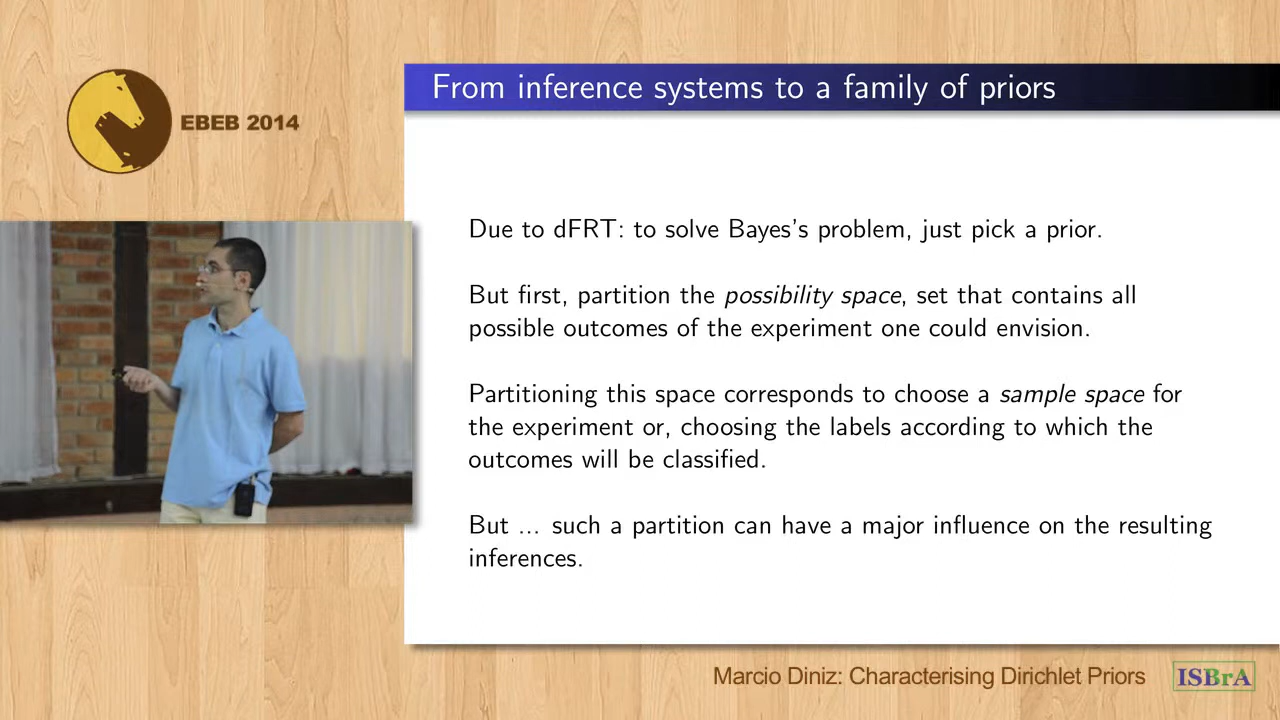 EBEB 2014
From inference systems to a family of priors
Due to dFRT: to solve Bayes's problem, just pick a prior.
But first, partition the possibility space, set that contains all
possible outcomes of the experiment one could envision.
Partitioning this space corresponds to choose a sample space for
the experiment or, choosing the labels according to which the
outcomes will be classified.
But ... such a partition can have a major influence on the resulting
inferences.
Marcio Diniz: Characterising Dirichlet Priors
ISBrA